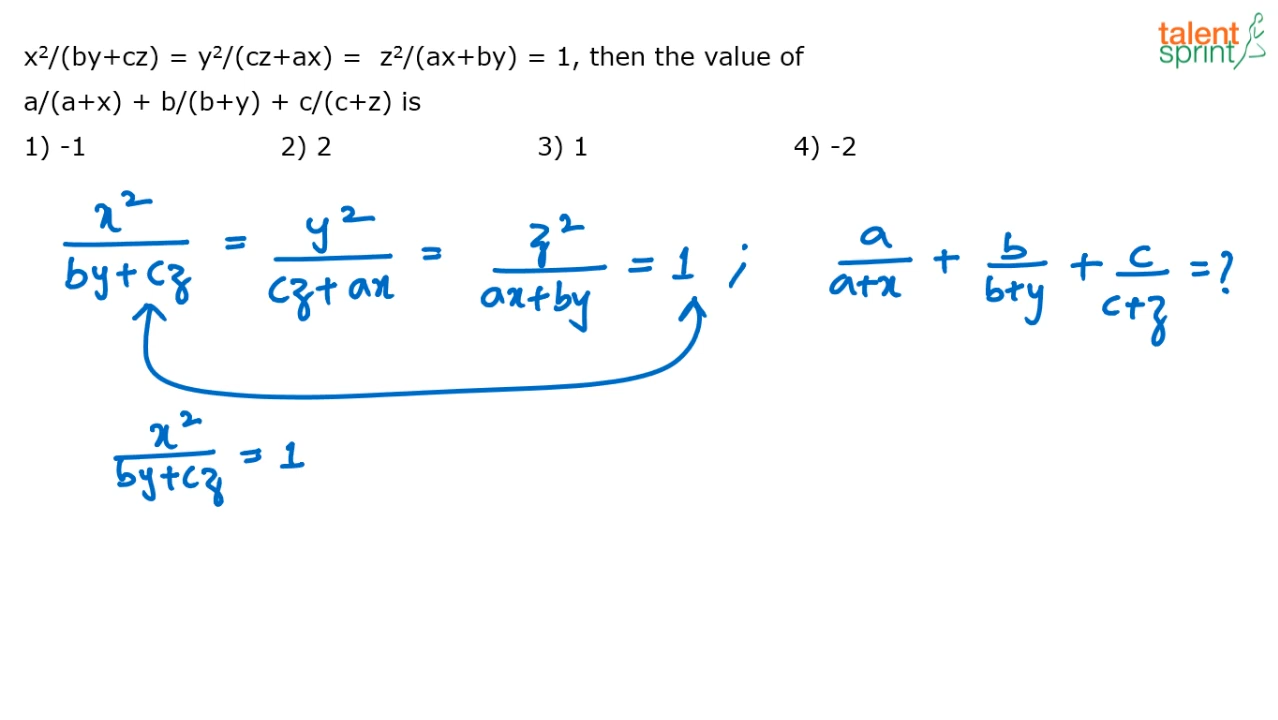 talent
sprint
x²/(by+cz) = y²/(cz+ax) = z²/(ax+by) = 1, then the value of
a/(a+x) + b/(b+y) + c/(c+z) is
1) -1 2) 2 3) 1 4) -2
x²/(by+cz) = y²/(cz+ax) = z²/(ax+by) = 1 ; a/(a+x) + b/(b+y) + c/(c+z) = ?
x²/(by+cz) = 1